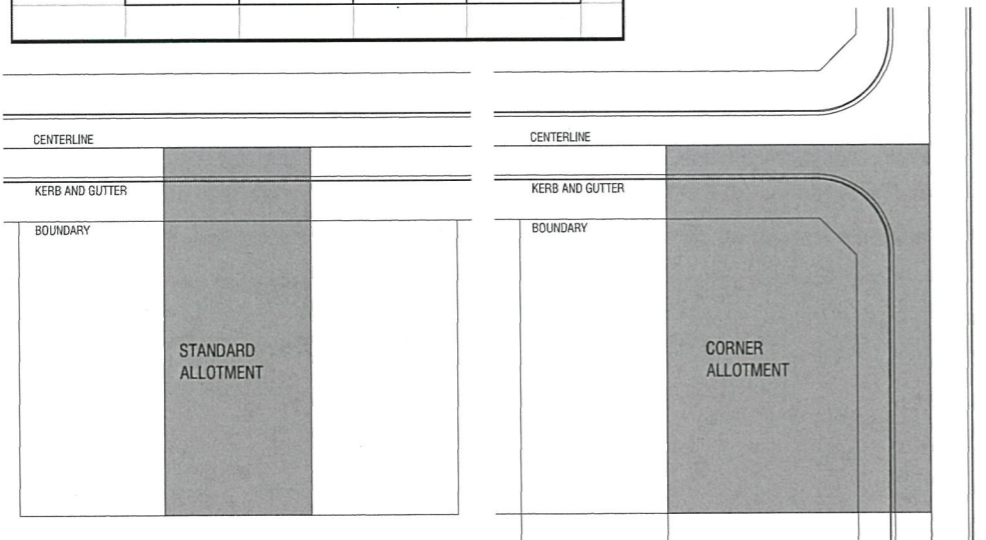 CENTERLINE
KERB AND GUTTER
BOUNDARY
STANDARD
ALLOTMENT
CENTERLINE
KERB AND GUTTER
BOUNDARY
CORNER
ALLOTMENT